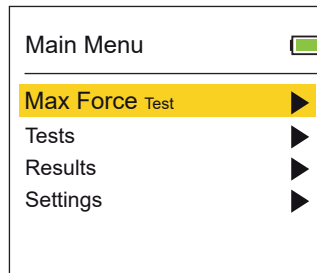 Main Menu
Max Force Test
Tests
Results
Settings